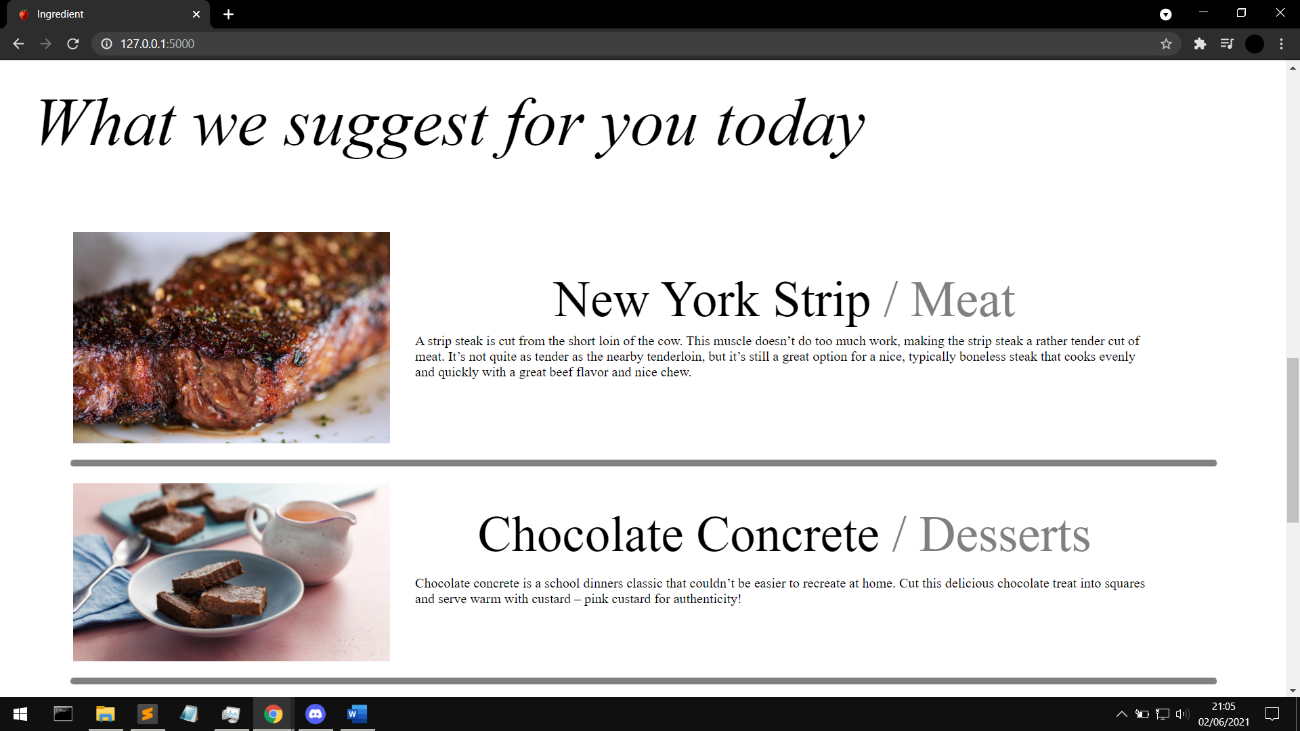 Ingredient
127.0.0.1:5000
What we suggest for you today
New York Strip / Meat
A strip steak is cut from the short loin of the cow. This muscle doesn’t do too much work, making the strip steak a rather tender cut of
meat. It’s not quite as tender as the nearby tenderloin, but it’s still a great option for a nice, typically boneless steak that cooks evenly
and quickly with a great beef flavor and nice chew.
Chocolate Concrete / Desserts
Chocolate concrete is a school dinners classic that couldn’t be easier to recreate at home. Cut this delicious chocolate treat into squares
and serve warm with custard – pink custard for authenticity!
21:05
02/06/2021